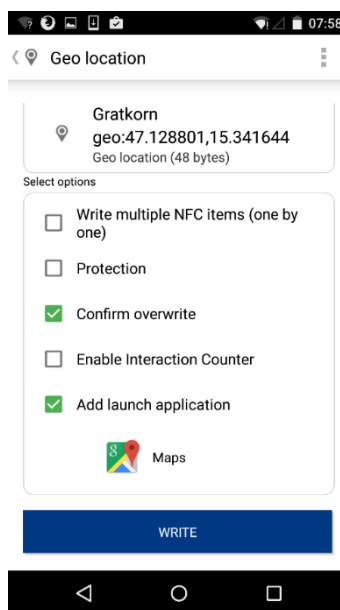 07:58
Geo location
Gratkorn
geo:47.128801,15.341644
Geo location (48 bytes)
Select options
Write multiple NFC items (one by
one)
Protection
Confirm overwrite
Enable Interaction Counter
Add launch application
Maps
WRITE